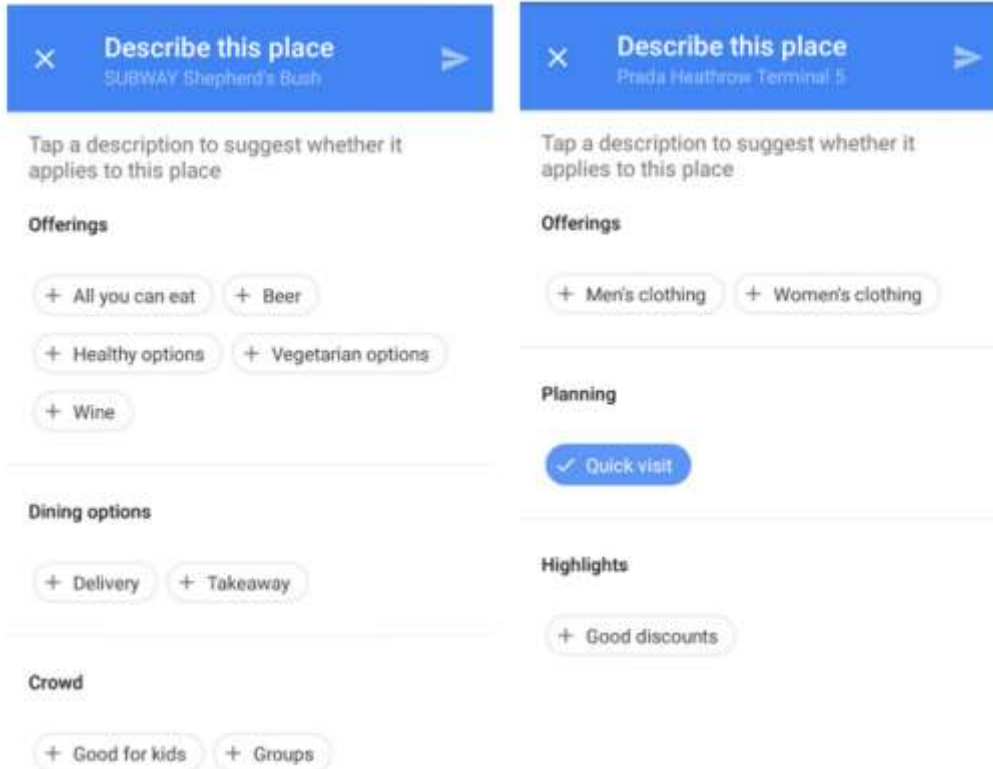 Describe this place
SUBWAY Shepherd's Bush
Tap a description to suggest whether it
applies to this place
Offerings
+ All you can eat
+ Beer
+ Healthy options
+ Vegetarian options
+ Wine
Dining options
+ Delivery
+ Takeaway
Crowd
+ Good for kids
+ Groups
Describe this place
Prada Heathrow Terminal 5
Tap a description to suggest whether it
applies to this place
Offerings
+ Men's clothing
+ Women's clothing
Planning
Quick visit
Highlights
+ Good discounts